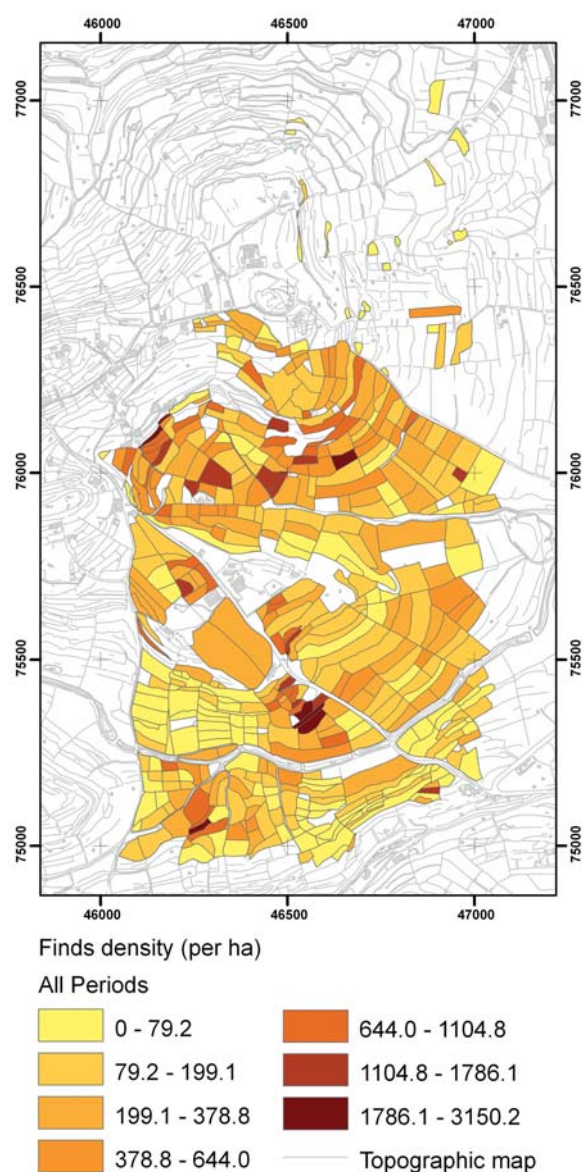 46000 46500 47000
77000 77000
76500 76500
76000 76000
75500 75500
75000 75000
46000 46500 47000
Finds density (per ha)
All Periods
0 - 79.2
79.2 - 199.1
199.1 - 378.8
378.8 - 644.0
644.0 - 1104.8
1104.8 - 1786.1
1786.1 - 3150.2
Topographic map